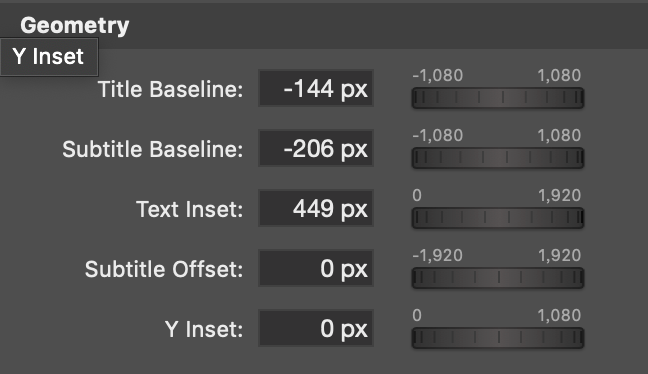 Geometry
Y Inset
Title Baseline: -144 px -1,080 1,080
Subtitle Baseline: -206 px -1,080 1,080
Text Inset: 449 px 0 1,920
Subtitle Offset: 0 px -1,920 1,920
Y Inset: 0 px 0 1,080